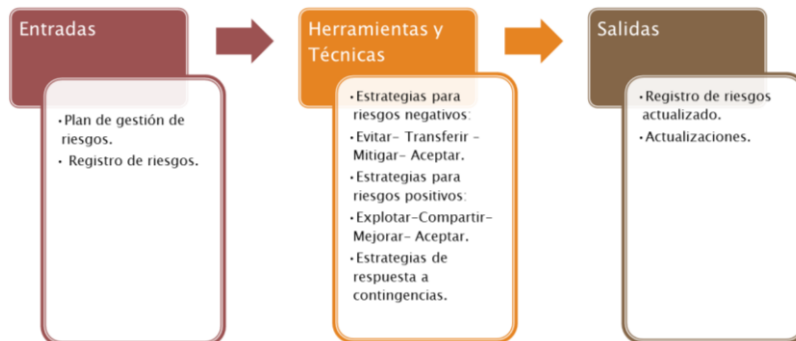 Entradas
•Plan de gestión de
riesgos.
• Registro de riesgos.
Herramientas y
Técnicas
•Estrategias para
riesgos negativos:
•Evitar- Transferir -
Mitigar- Aceptar.
•Estrategias para
riesgos positivos:
•Explotar-Compartir-
Mejorar- Aceptar.
•Estrategias de
respuesta a
contingencias.
Salidas
•Registro de riesgos
actualizado.
•Actualizaciones.